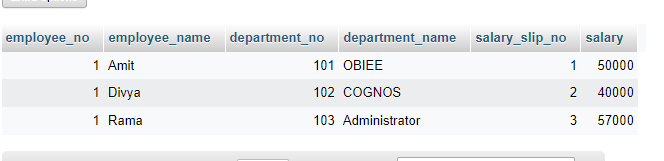 employee_no employee_name department_no department_name salary_slip_no salary
1 Amit 101 OBIEE 1 50000
1 Divya 102 COGNOS 2 40000
1 Rama 103 Administrator 3 57000